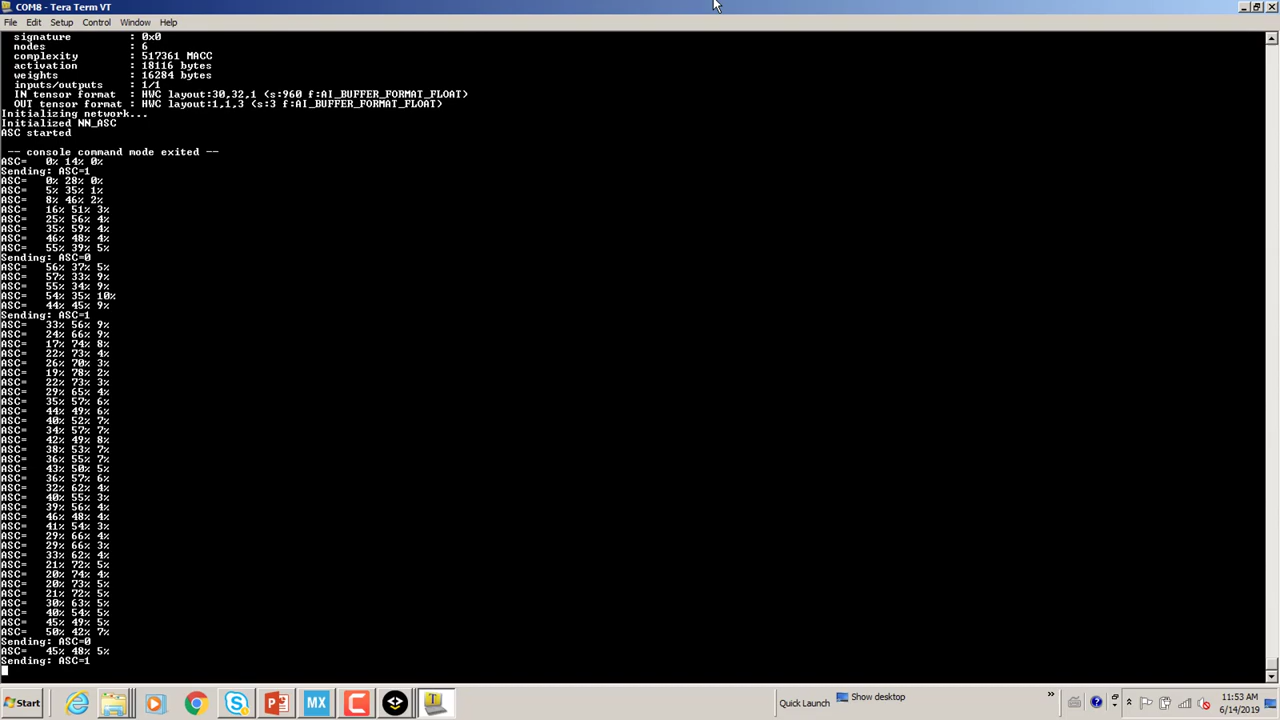 COM8 - Tera Term VT
File Edit Setup Control Window Help
signature : 0x0
nodes : 6
complexity : 517361 MACC
activation : 18116 bytes
weights : 16284 bytes
inputs/outputs : 1/1
IN tensor format : HWC layout:30,32,1 (s:960 f:AI_BUFFER_FORMAT_FLOAT)
OUT tensor format : HWC layout:1,1,3 (s:3 f:AI_BUFFER_FORMAT_FLOAT)
Initializing network...
Initialized NN_ASC
ASC started
-- console command mode exited --
ASC= 0% 14% 0%
Sending: ASC=1
ASC= 0% 28% 0%
ASC= 5% 35% 1%
ASC= 8% 46% 2%
ASC= 16% 51% 3%
ASC= 25% 56% 4%
ASC= 35% 59% 4%
ASC= 46% 48% 4%
ASC= 55% 39% 5%
Sending: ASC=0
ASC= 56% 37% 5%
ASC= 57% 33% 9%
ASC= 55% 34% 9%
ASC= 54% 35% 10%
ASC= 44% 45% 9%
Sending: ASC=1
ASC= 33% 56% 9%
ASC= 24% 66% 9%
ASC= 17% 74% 8%
ASC= 22% 73% 4%
ASC= 26% 70% 3%
ASC= 19% 78% 2%
ASC= 22% 73% 3%
ASC= 29% 65% 4%
ASC= 35% 57% 6%
ASC= 44% 49% 6%
ASC= 40% 52% 7%
ASC= 34% 57% 7%
ASC= 42% 49% 8%
ASC= 38% 53% 7%
ASC= 36% 55% 7%
ASC= 43% 50% 5%
ASC= 36% 57% 6%
ASC= 32% 62% 4%
ASC= 40% 55% 3%
ASC= 39% 56% 4%
ASC= 46% 48% 4%
ASC= 41% 54% 3%
ASC= 29% 66% 4%
ASC= 29% 66% 3%
ASC= 33% 62% 4%
ASC= 21% 72% 5%
ASC= 20% 74% 4%
ASC= 20% 73% 5%
ASC= 21% 72% 5%
ASC= 30% 63% 5%
ASC= 40% 54% 5%
ASC= 45% 49% 5%
ASC= 50% 42% 7%
Sending: ASC=0
ASC= 45% 48% 5%
Sending: ASC=1
Start
MX
Quick Launch
Show desktop
»
11:53 AM
6/14/2019